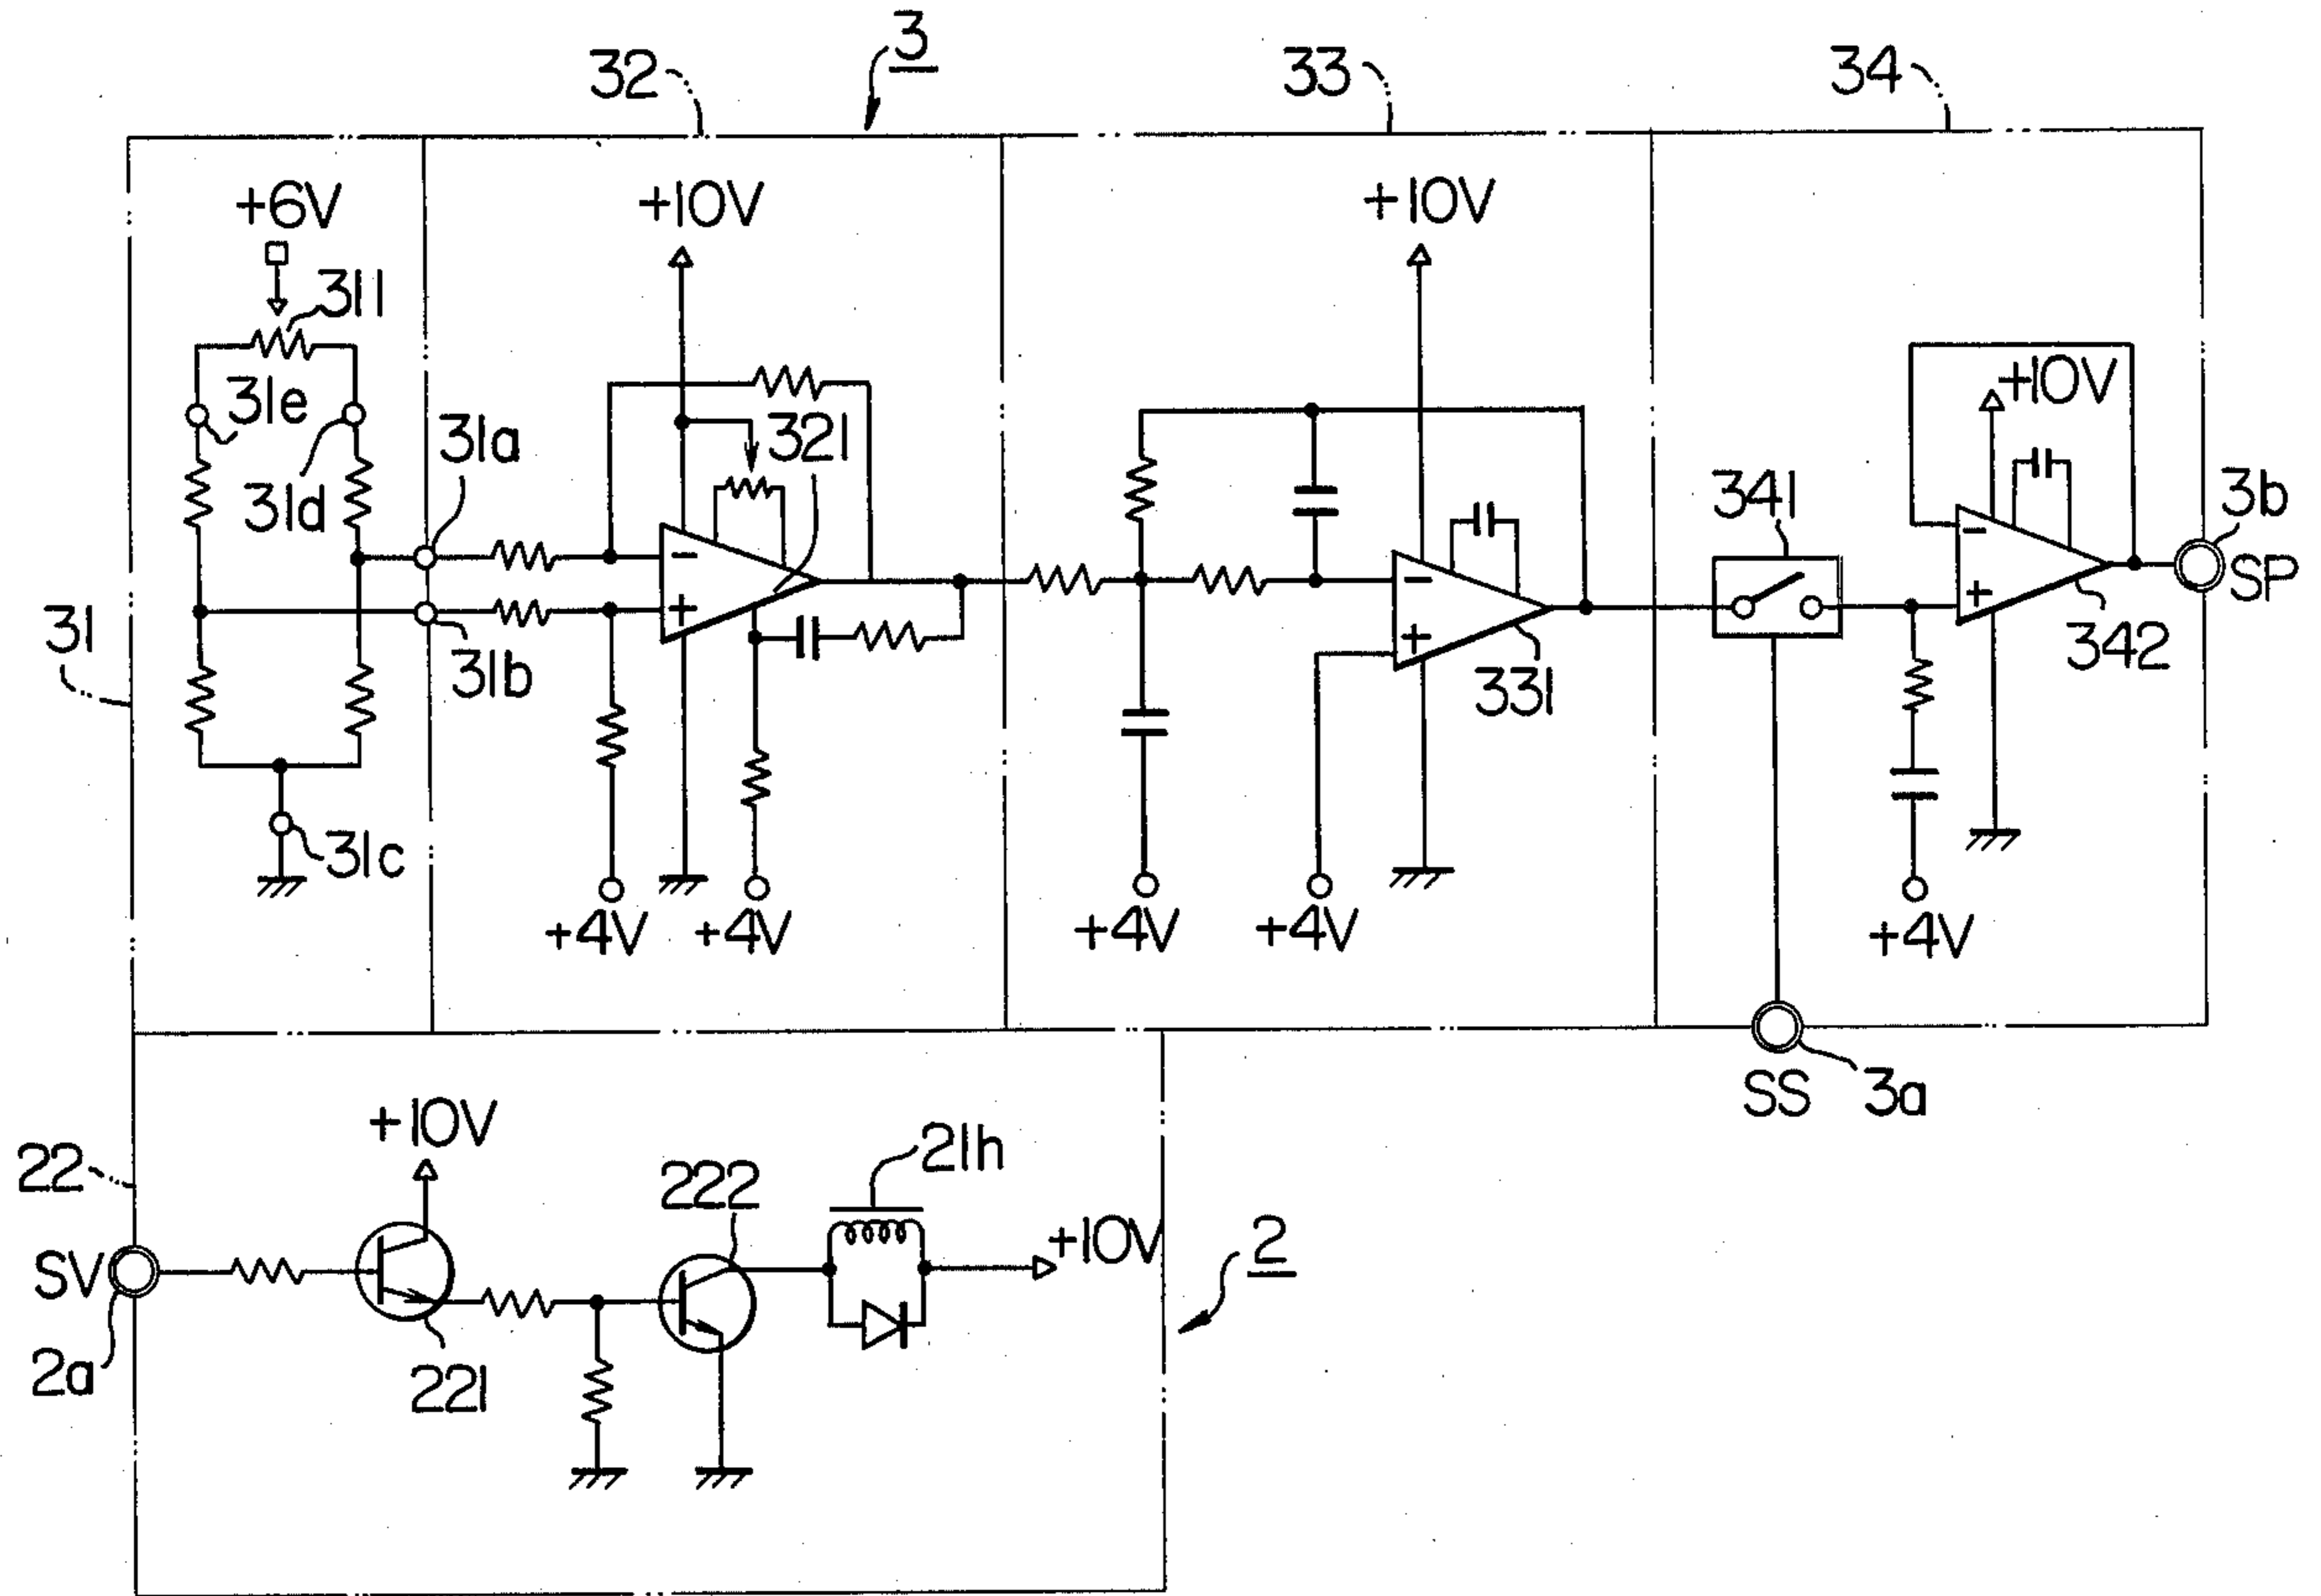 3
32
33
34
+6V
+10V
+10V
311
31e
31a
321
+10V
31d
341
3b
SP
-
+
-
+
-
+
31
31b
331
342
31c
+4V
+4V
+4V
+4V
+4V
SS
3a
+10V
21h
22
222
SV
+10V
2
2a
221